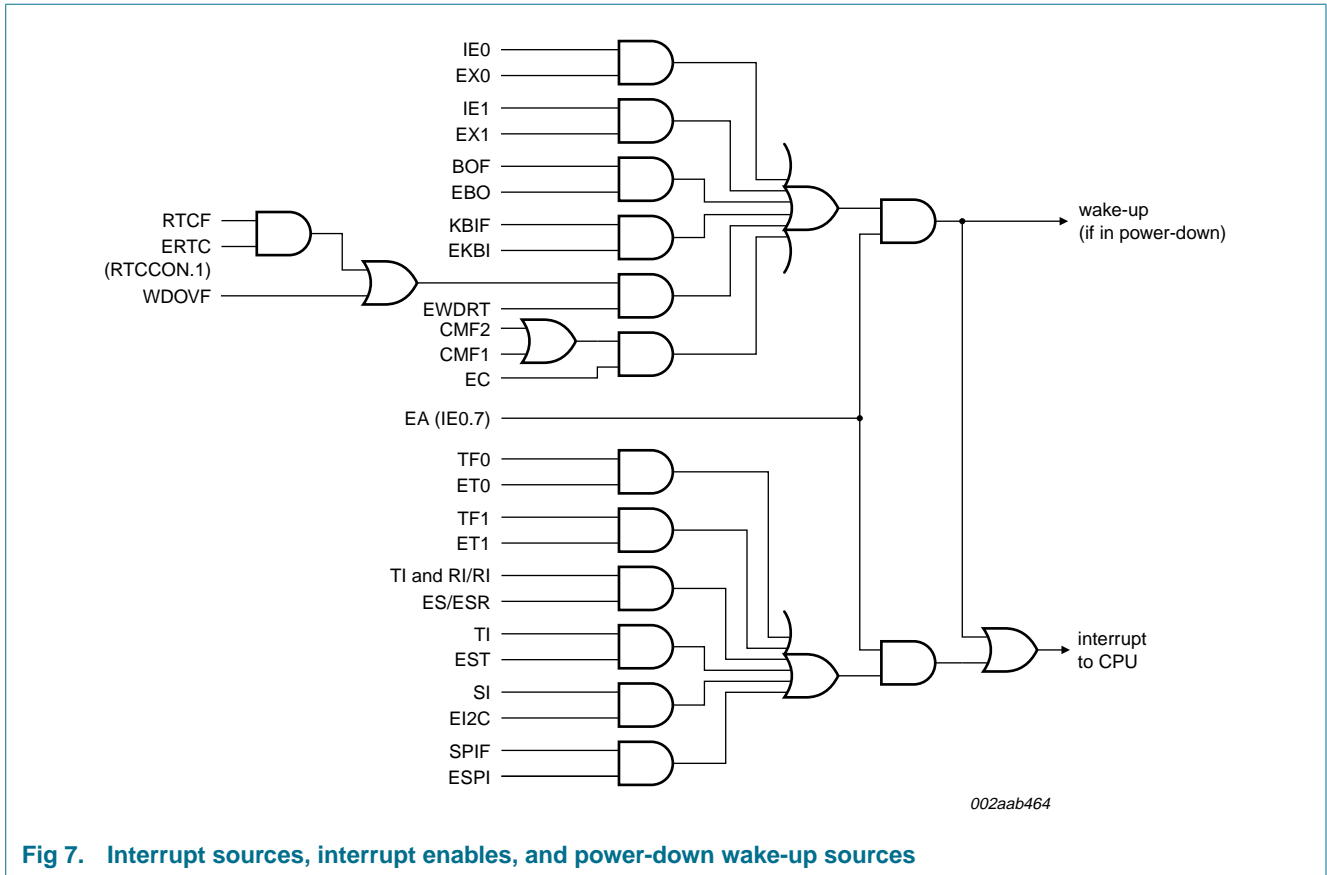 IE0
EX0
IE1
EX1
BOF
EBO
KBIF
EKBI
RTCF
ERTC
(RTCCON.1)
WDOVF
EWDRT
CMF2
CMF1
EC
EA (IE0.7)
wake-up
(if in power-down)
TF0
ET0
TF1
ET1
TI and RI/RI
ES/ESR
TI
EST
SI
EI2C
SPIF
ESPI
interrupt
to CPU
002aab464
Fig 7. Interrupt sources, interrupt enables, and power-down wake-up sources